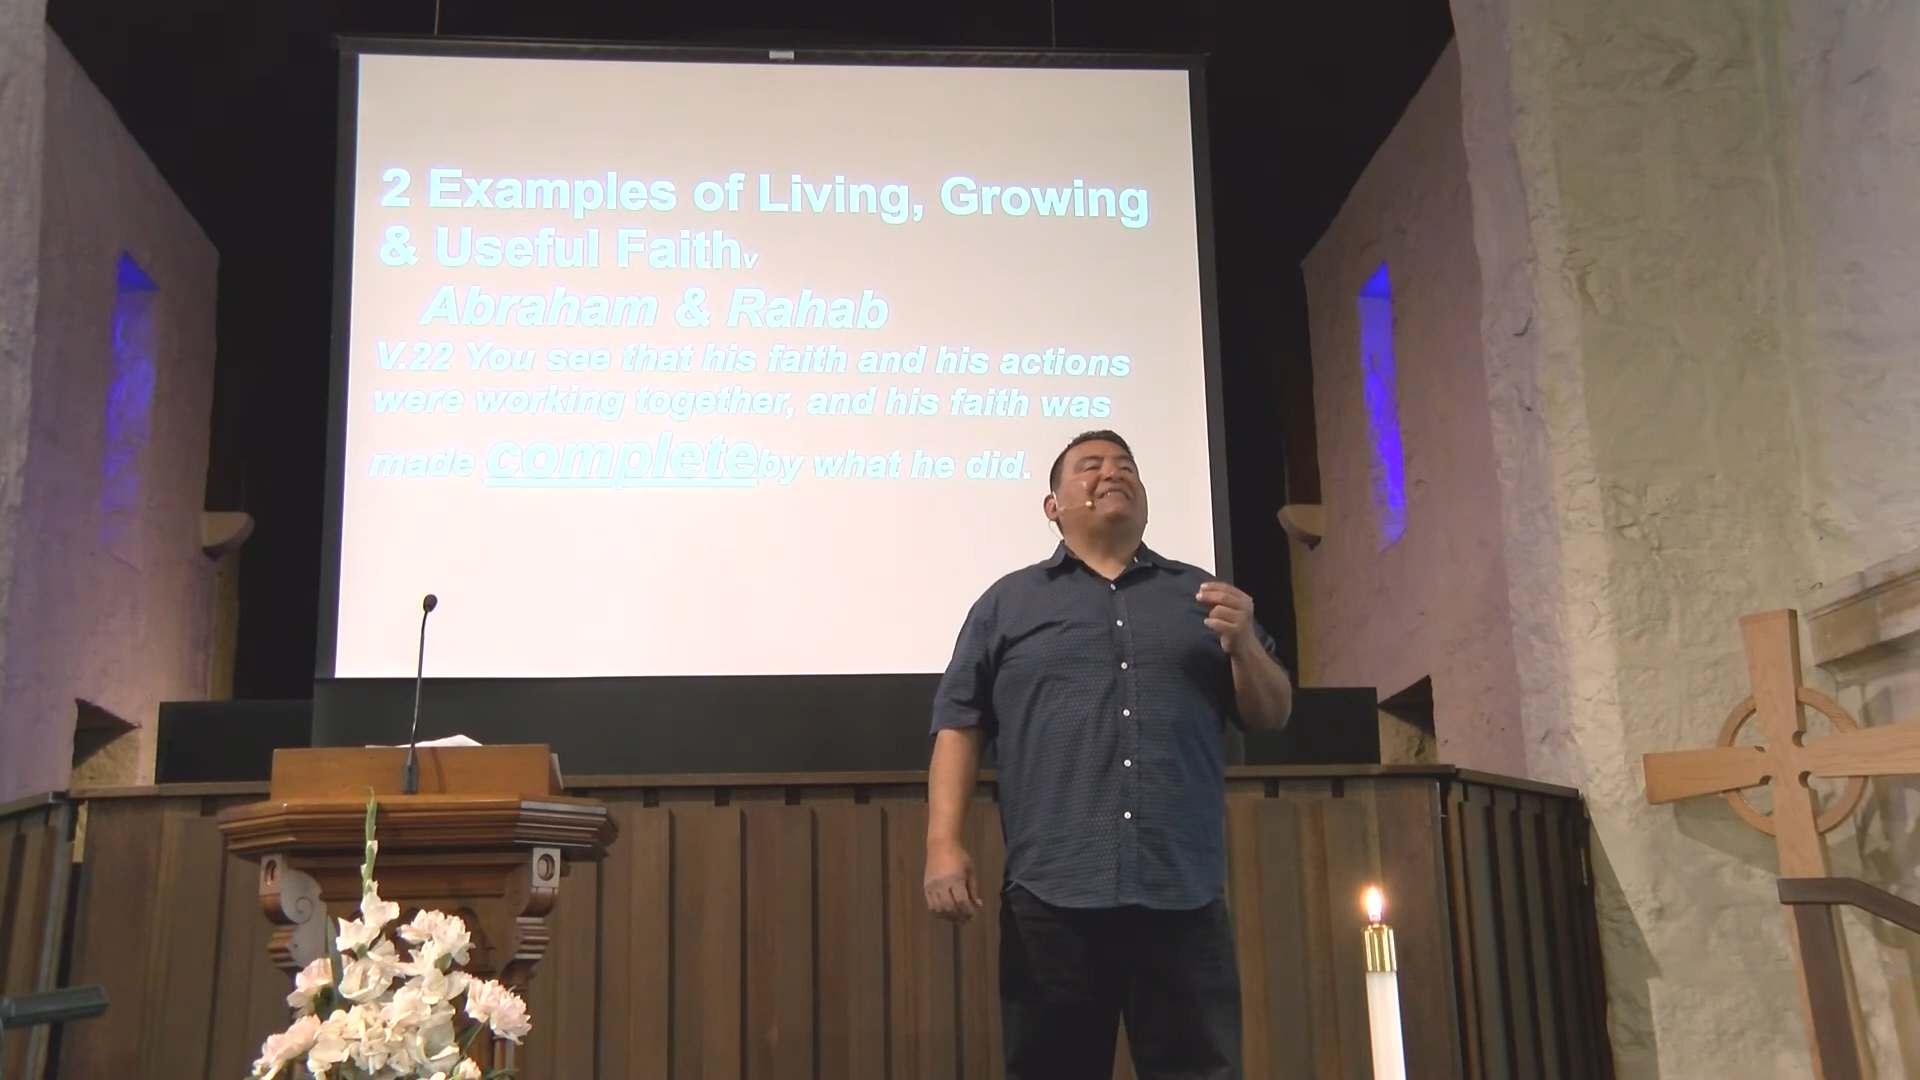 2 Examples of Living, Growing
& Useful Faithv
Abraham & Rahab
V.22 You see that his faith and his actions
were working together, and his faith was
made completeby what he did.